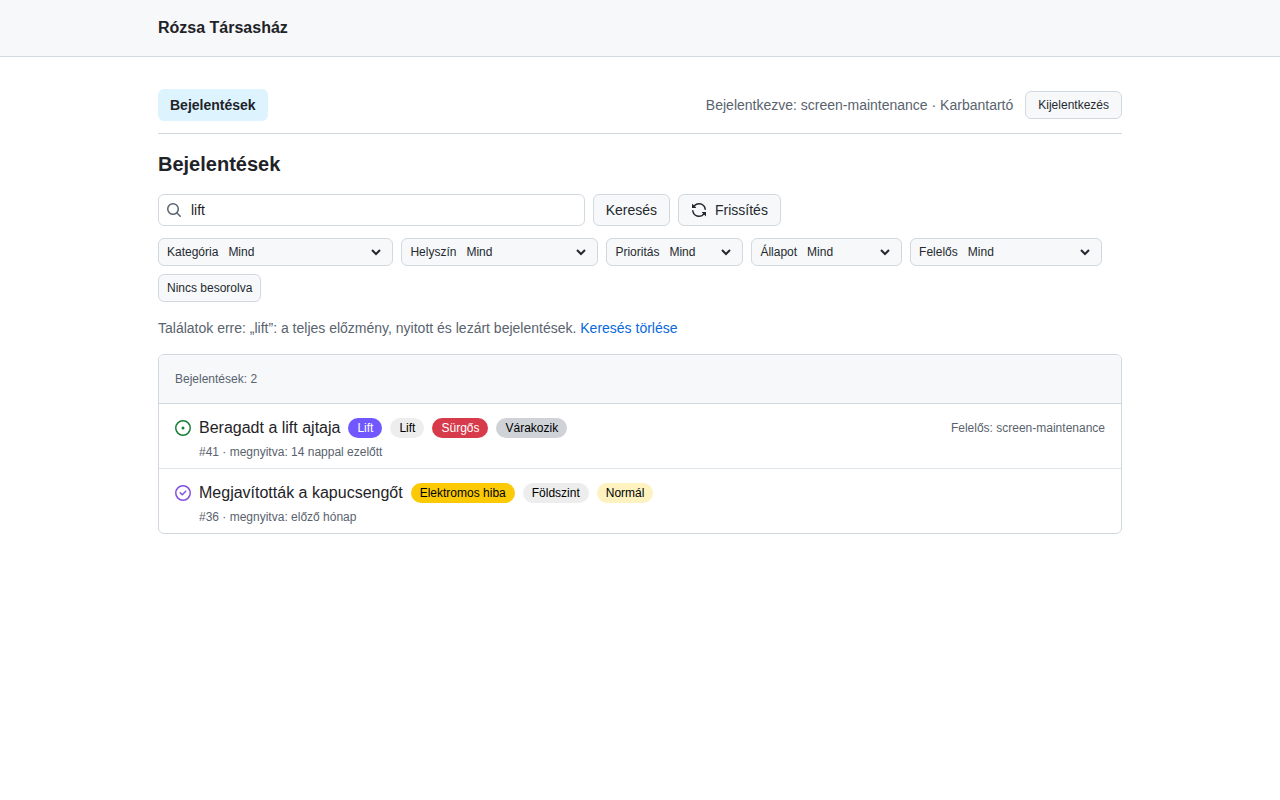 Rózsa Társasház
Bejelentések
Bejelentkezve: screen-maintenance · Karbantartó
Kijelentkezés
Bejelentések
lift
Keresés
Frissítés
Kategória Mind
Helyszín Mind
Prioritás Mind
Állapot Mind
Felelős Mind
Nincs besorolva
Találatok erre: „lift”: a teljes előzmény, nyitott és lezárt bejelentések. Keresés törlése
Bejelentések: 2
Beragadt a lift ajtaja Lift Lift Sürgős Várakozik
Felelős: screen-maintenance
#41 · megnyitva: 14 nappal ezelőtt
Megjavították a kapucsengőt Elektromos hiba Földszint Normál
#36 · megnyitva: előző hónap